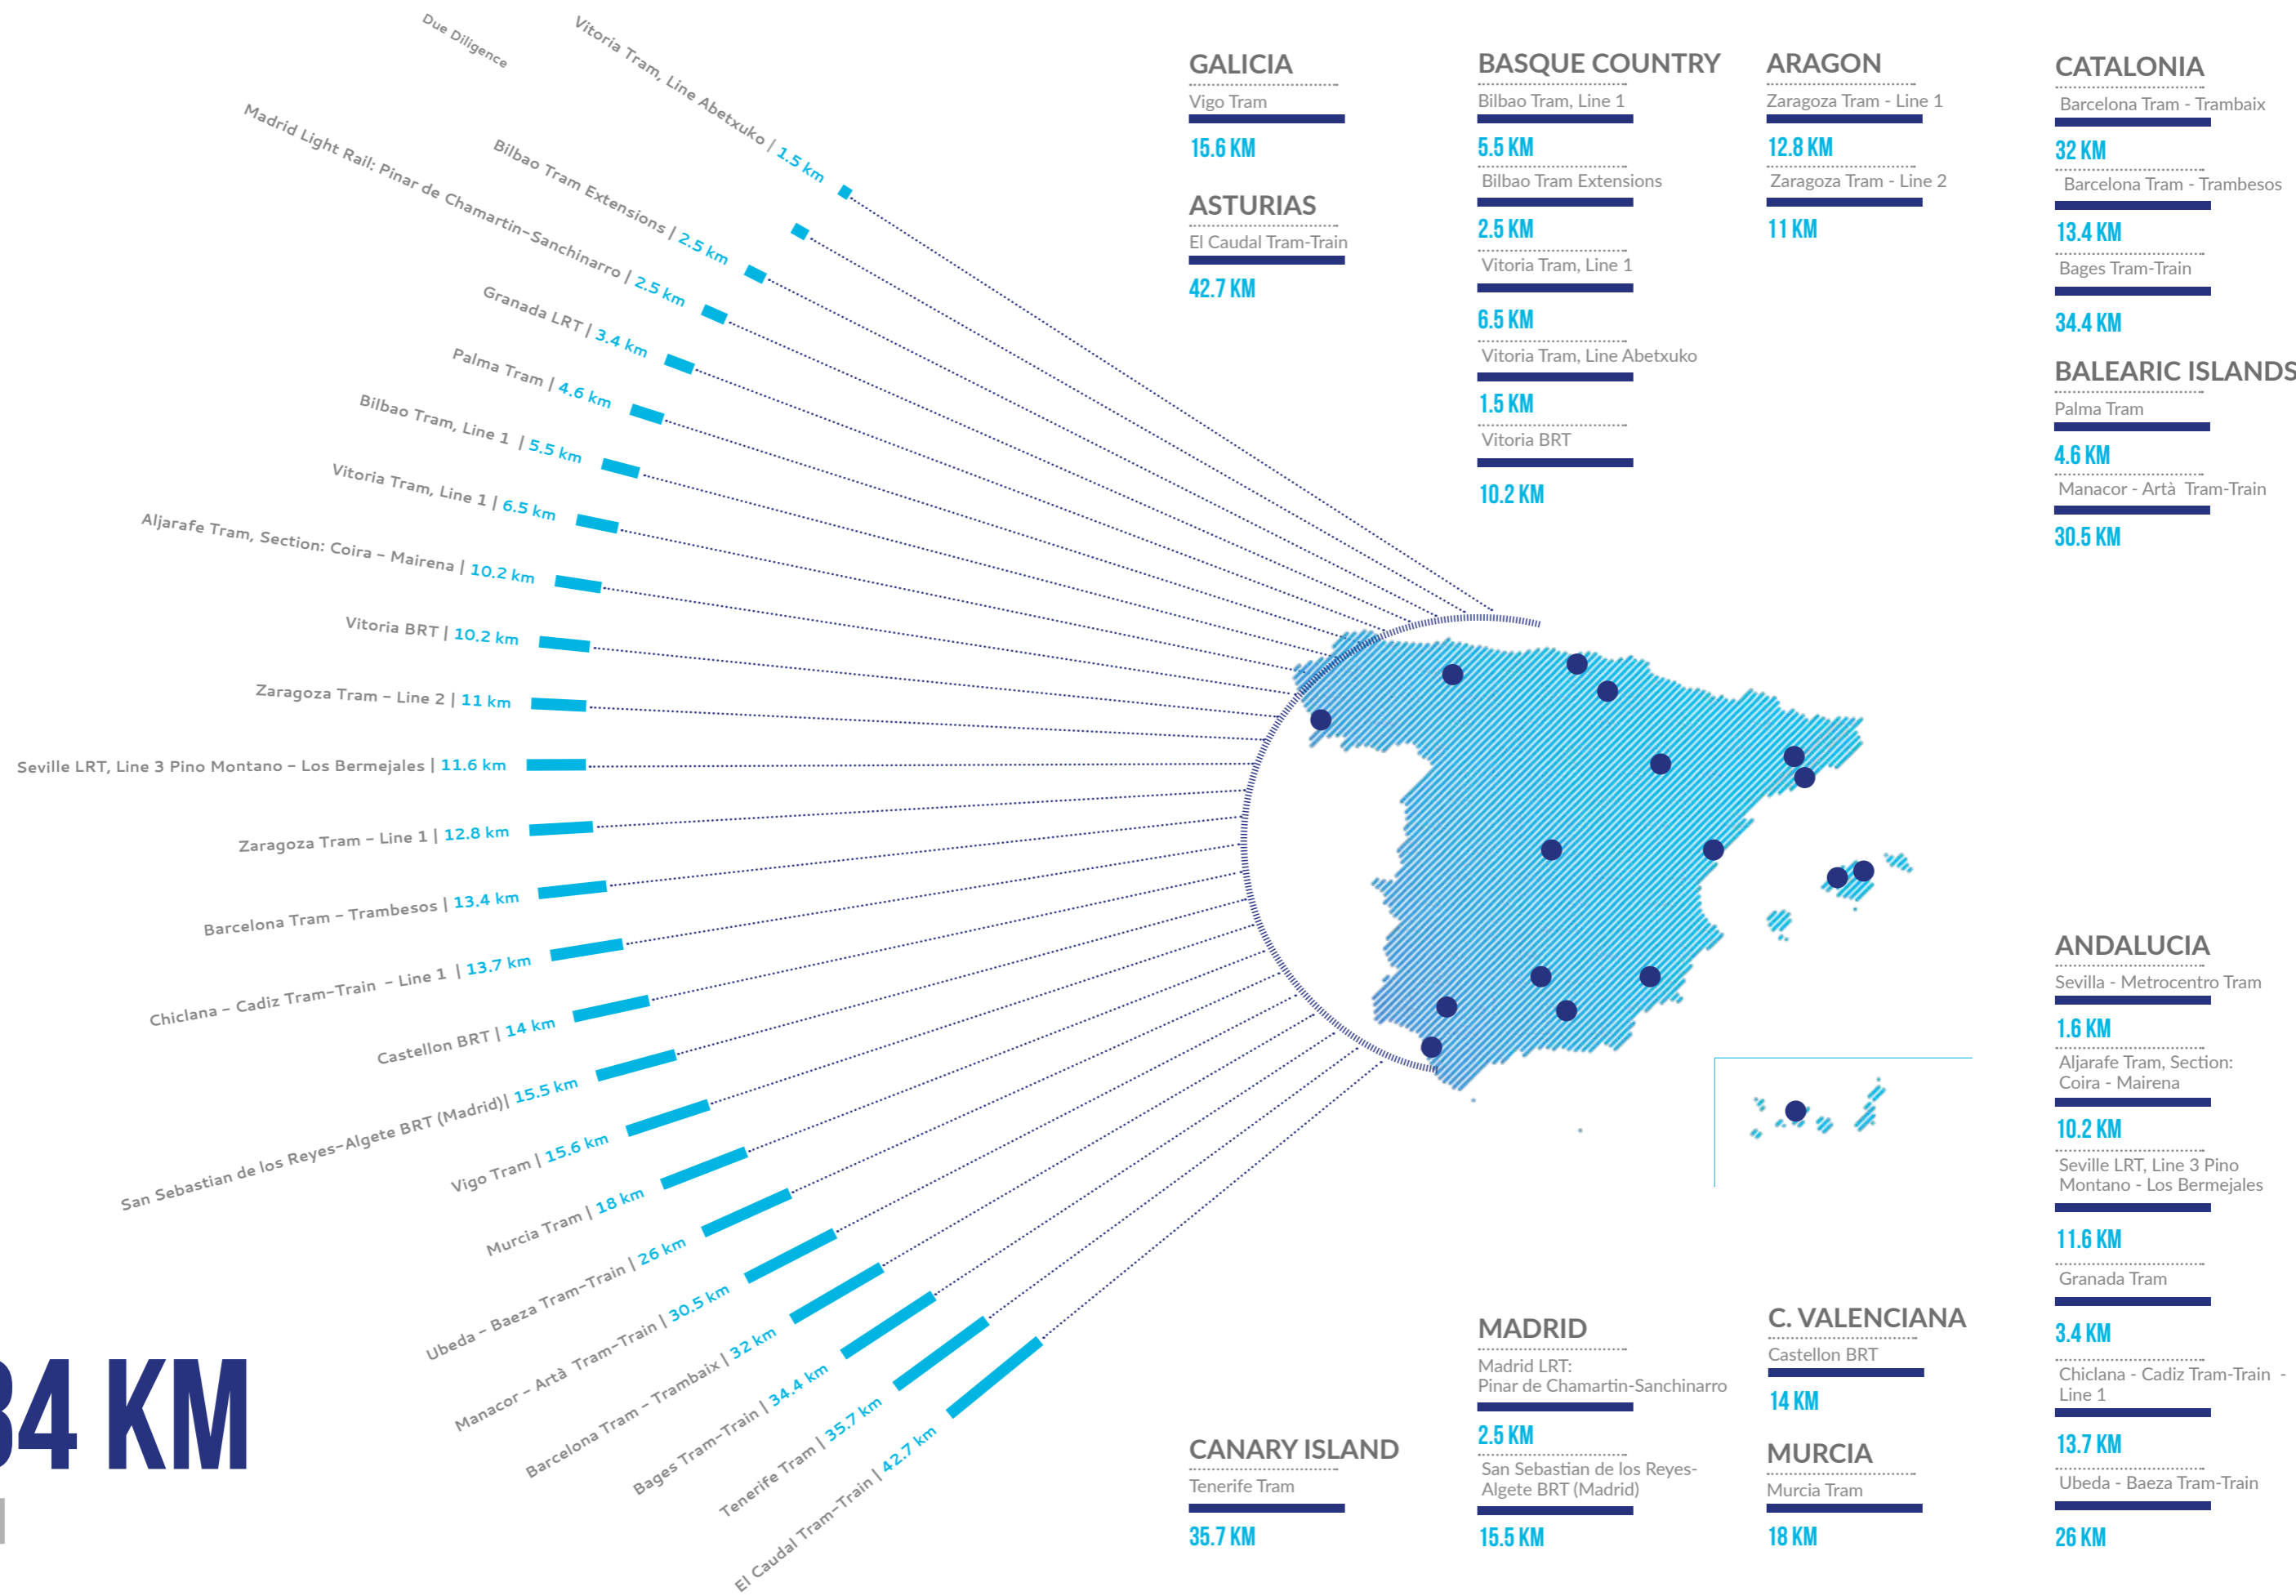 Due Diligence
Vitoria Tram, Line Abetxuko | 1.5 km
Bilbao Tram Extensions | 2.5 km
Madrid Light Rail: Pinar de Chamartin-Sanchinarro | 2.5 km
Granada LRT | 3.4 km
Palma Tram | 4.6 km
Bilbao Tram, Line 1 | 5.5 km
Vitoria Tram, Line 1 | 6.5 km
Aljarafe Tram, Section: Coira - Mairena | 10.2 km
Vitoria BRT | 10.2 km
Zaragoza Tram - Line 2 | 11 km
Seville LRT, Line 3 Pino Montano - Los Bermejales | 11.6 km
Zaragoza Tram - Line 1 | 12.8 km
Barcelona Tram - Trambesos | 13.4 km
Chiclana - Cadiz Tram-Train - Line 1 | 13.7 km
Castellon BRT | 14 km
San Sebastian de los Reyes-Algete BRT (Madrid)| 15.5 km
Vigo Tram | 15.6 km
Murcia Tram | 18 km
Ubeda - Baeza Tram-Train | 26 km
Manacor - Artà Tram-Train | 30.5 km
Barcelona Tram - Trambaix | 32 km
Bages Tram-Train | 34.4 km
Tenerife Tram | 35.7 km
El Caudal Tram-Train | 42.7 km
4 KM
GALICIA
Vigo Tram
15.6 KM
ASTURIAS
El Caudal Tram-Train
42.7 KM
BASQUE COUNTRY
Bilbao Tram, Line 1
5.5 KM
Bilbao Tram Extensions
2.5 KM
Vitoria Tram, Line 1
6.5 KM
Vitoria Tram, Line Abetxuko
1.5 KM
Vitoria BRT
10.2 KM
ARAGON
Zaragoza Tram - Line 1
12.8 KM
Zaragoza Tram - Line 2
11 KM
CATALONIA
Barcelona Tram - Trambaix
32 KM
Barcelona Tram - Trambesos
13.4 KM
Bages Tram-Train
34.4 KM
BALEARIC ISLANDS
Palma Tram
4.6 KM
Manacor - Artà Tram-Train
30.5 KM
ANDALUCIA
Sevilla - Metrocentro Tram
1.6 KM
Aljarafe Tram, Section:
Coira - Mairena
10.2 KM
Seville LRT, Line 3 Pino
Montano - Los Bermejales
11.6 KM
Granada Tram
3.4 KM
Chiclana - Cadiz Tram-Train -
Line 1
13.7 KM
Ubeda - Baeza Tram-Train
26 KM
CANARY ISLAND
Tenerife Tram
35.7 KM
MADRID
Madrid LRT:
Pinar de Chamartin-Sanchinarro
2.5 KM
San Sebastian de los Reyes-
Algete BRT (Madrid)
15.5 KM
C. VALENCIANA
Castellon BRT
14 KM
MURCIA
Murcia Tram
18 KM